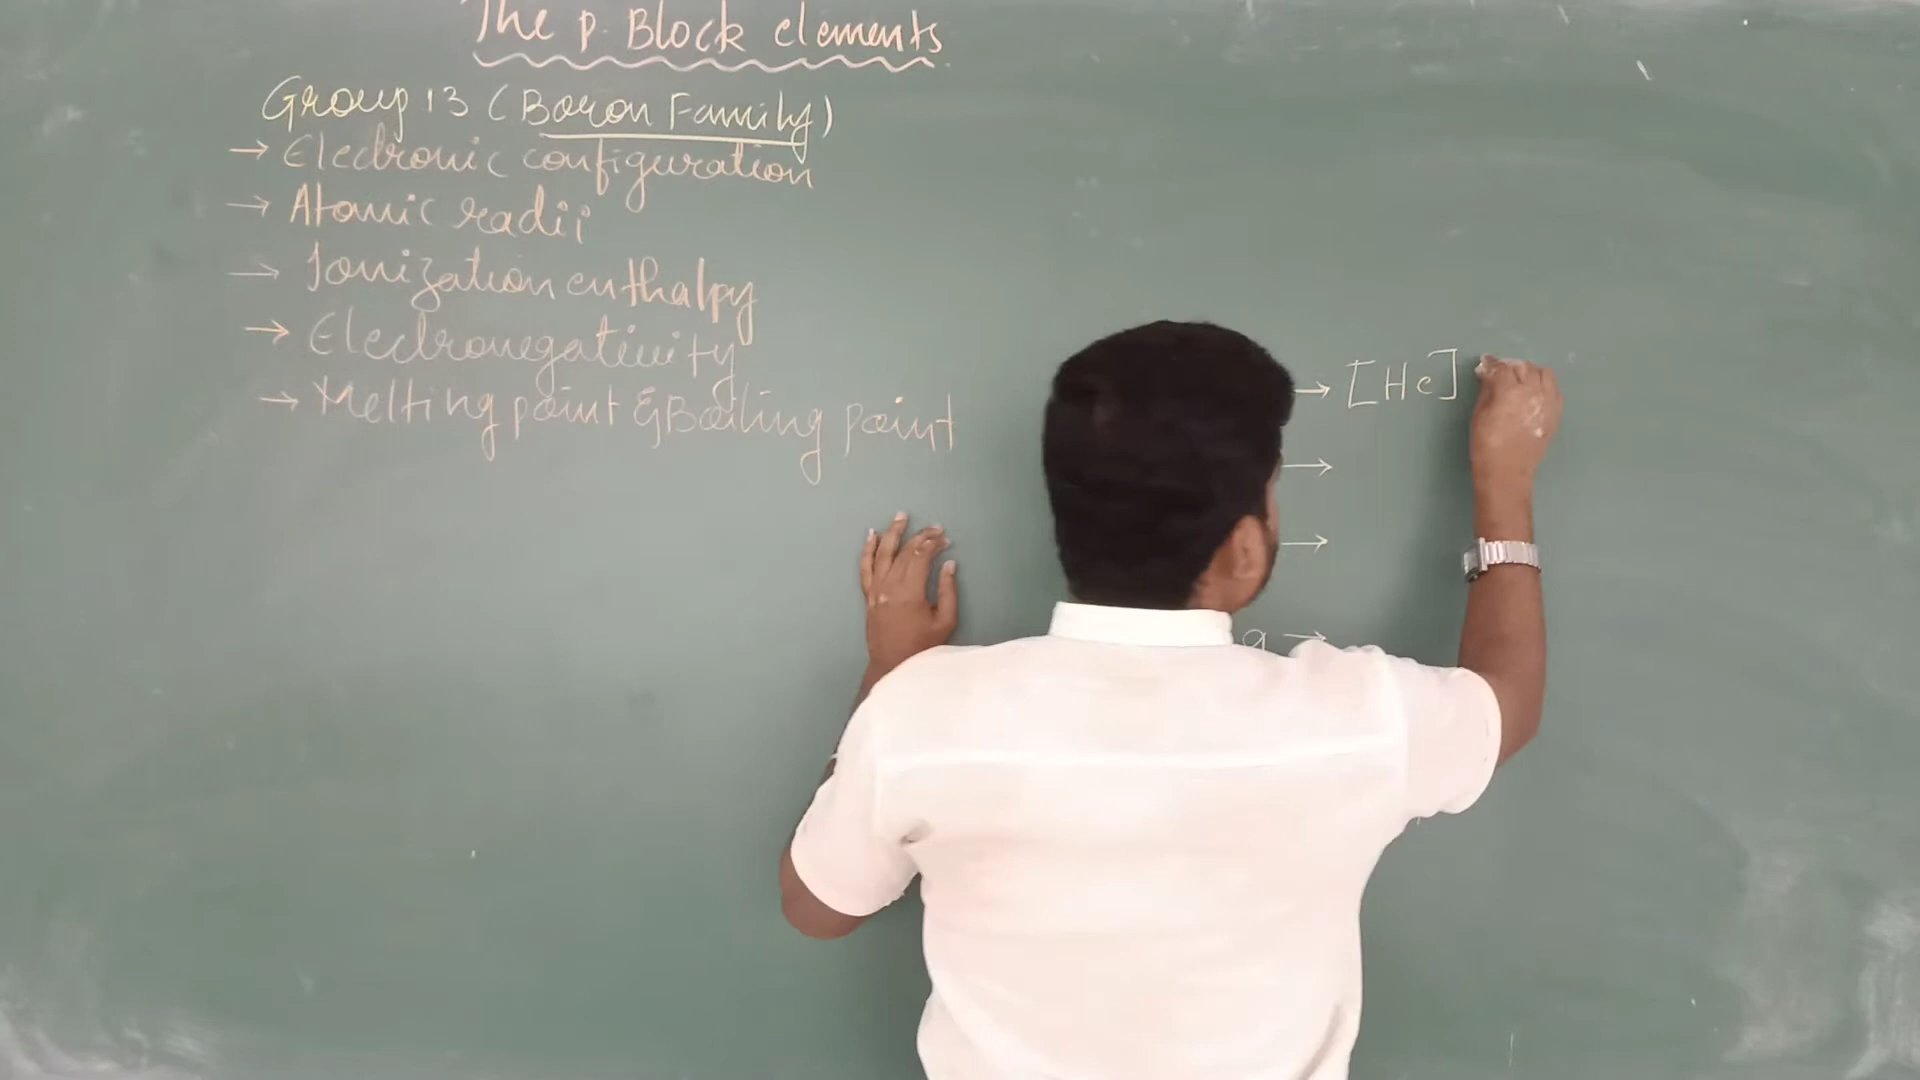 The p-Block elements
Group 13 (Boron Family)
→ Electronic configuration
→ Atomic radii
→ Ionization enthalpy
→ Electronegativity
→ Melting point & Boiling point
→ [He]
→
→
→